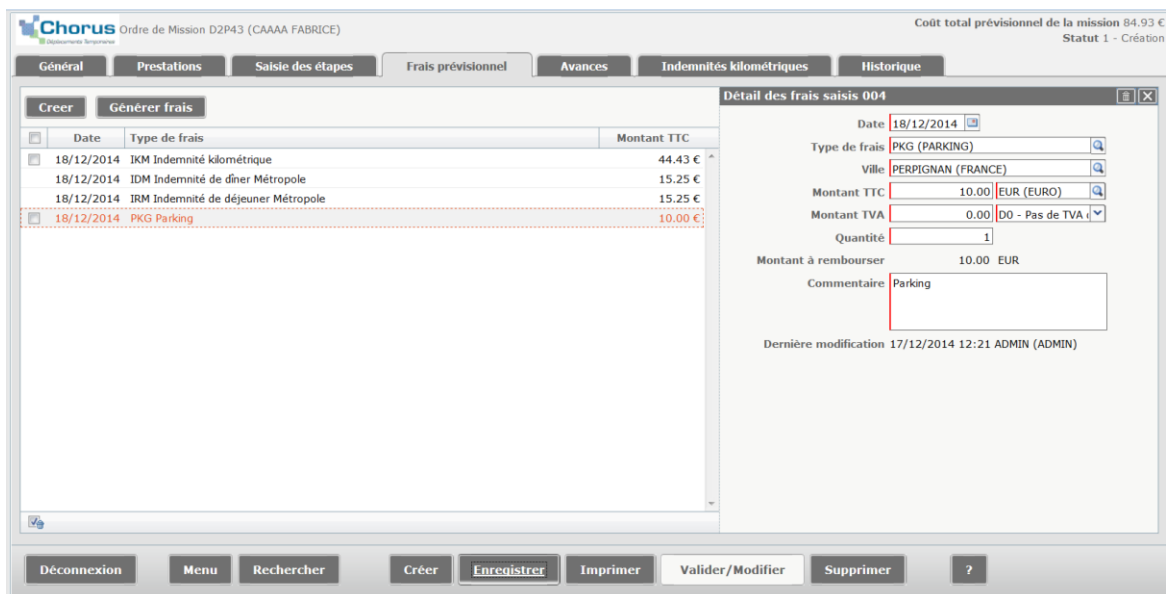 Chorus Ordre de Mission D2P43 (CAAAA FABRICE)
Déplacements Temporaires
Coût total prévisionnel de la mission 84.93 €
Statut 1 - Création
Général Prestations Saisie des étapes Frais prévisionnel Avances Indemnités kilométriques Historique
Creer Générer frais
Date Type de frais Montant TTC
18/12/2014 IKM Indemnité kilométrique 44.43 €
18/12/2014 IDM Indemnité de dîner Métropole 15.25 €
18/12/2014 IRM Indemnité de déjeuner Métropole 15.25 €
18/12/2014 PKG Parking 10.00 €
Détail des frais saisis 004
Date 18/12/2014
Type de frais PKG (PARKING)
Ville PERPIGNAN (FRANCE)
Montant TTC 10.00 EUR (EURO)
Montant TVA 0.00 D0 - Pas de TVA
Quantité 1
Montant à rembourser 10.00 EUR
Commentaire Parking
Dernière modification 17/12/2014 12:21 ADMIN (ADMIN)
Déconnexion Menu Rechercher Créer Enregistrer Imprimer Valider/Modifier Supprimer ?